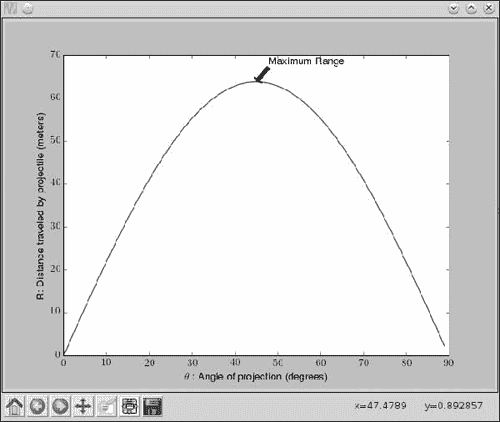 Maximum Range
70
60
50
40
30
20
10
0
R: Distance traveled by projectile (meters)
0 10 20 30 40 50 60 70 80 90
θ : Angle of projection (degrees)
x=47.4789 y=0.892857